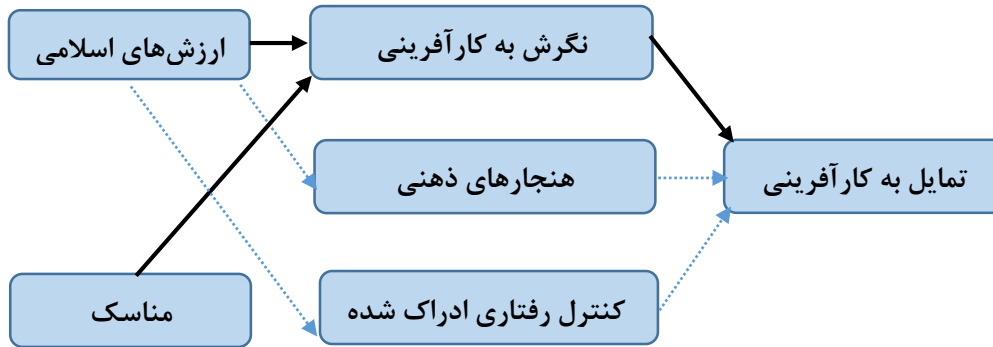 ارزش‌های اسلامی
نگرش به کارآفرینی
هنجارهای ذهنی
تمایل به کارآفرینی
مناسک
کنترل رفتاری ادراک شده